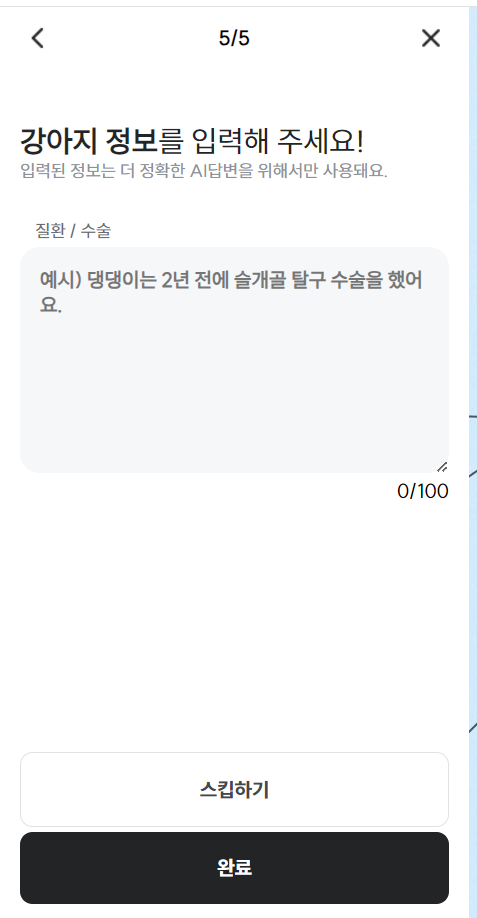 5/5
강아지 정보를 입력해 주세요!
입력된 정보는 더 정확한 AI답변을 위해서만 사용돼요.
질환 / 수술
예시) 댕댕이는 2년 전에 슬개골 탈구 수술을 했어
요.
0/100
스킵하기
완료